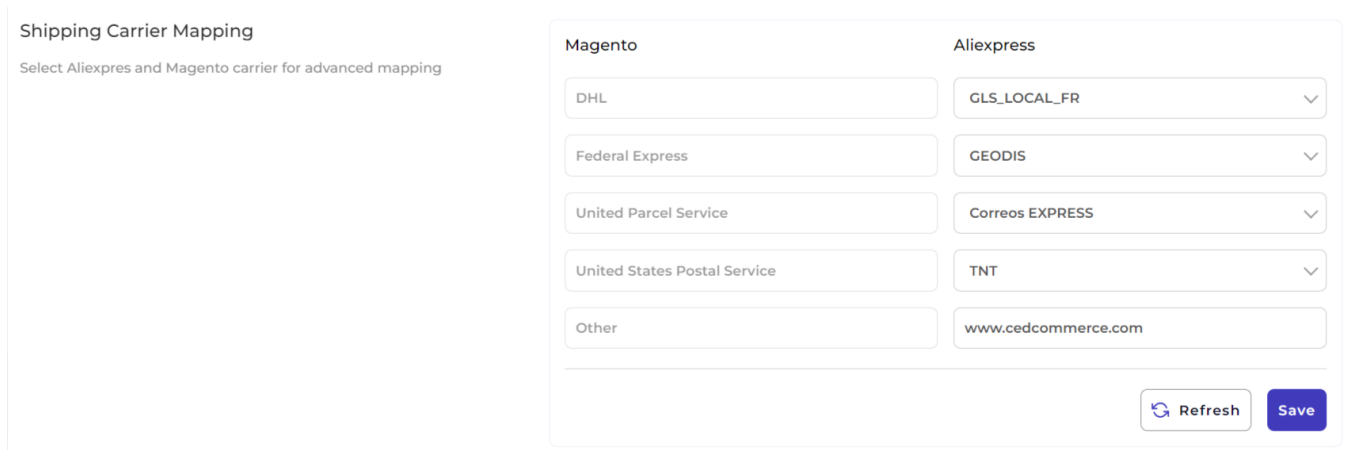 Shipping Carrier Mapping
Select Aliexpres and Magento carrier for advanced mapping
Magento Aliexpress
DHL GLS_LOCAL_FR
Federal Express GEODIS
United Parcel Service Correos EXPRESS
United States Postal Service TNT
Other www.cedcommerce.com
Refresh Save